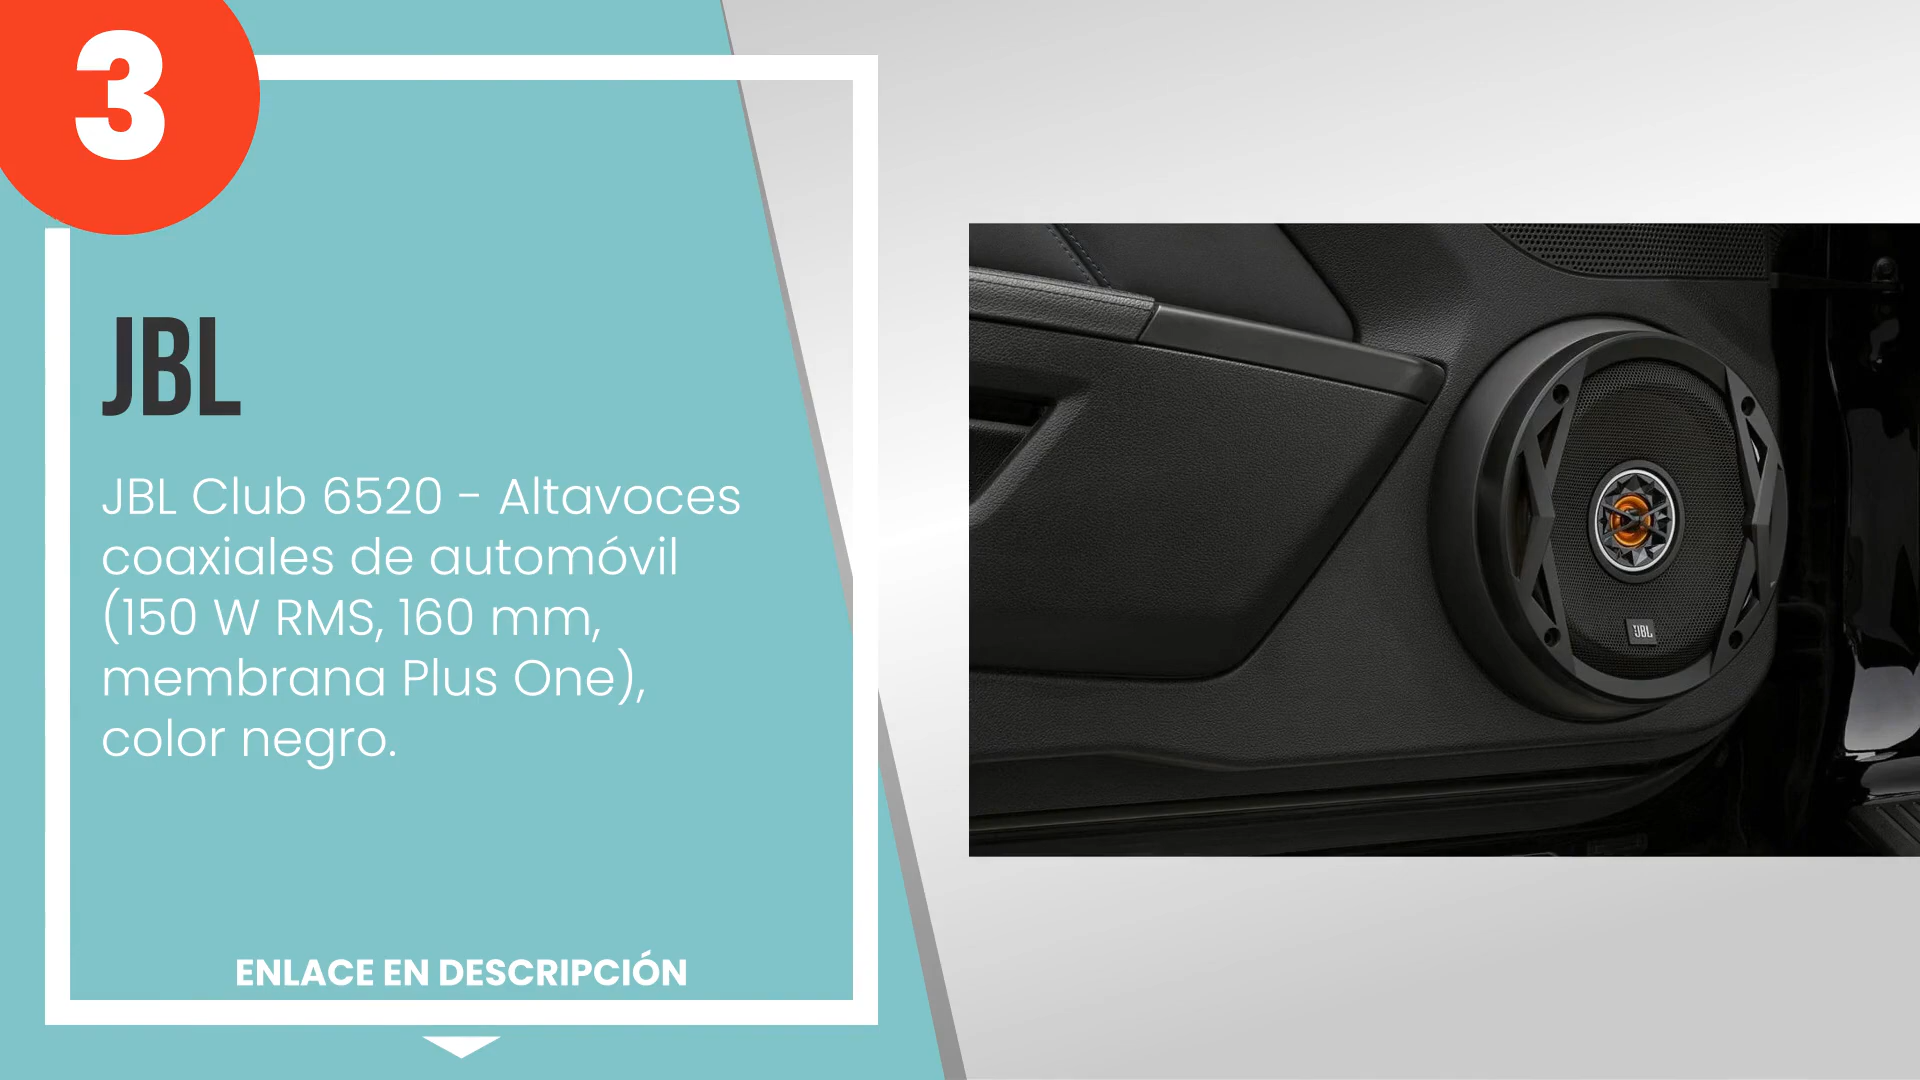 3
JBL
JBL Club 6520 - Altavoces
coaxiales de automóvil
(150 W RMS, 160 mm,
membrana Plus One),
color negro.
ENLACE EN DESCRIPCIÓN
JBL